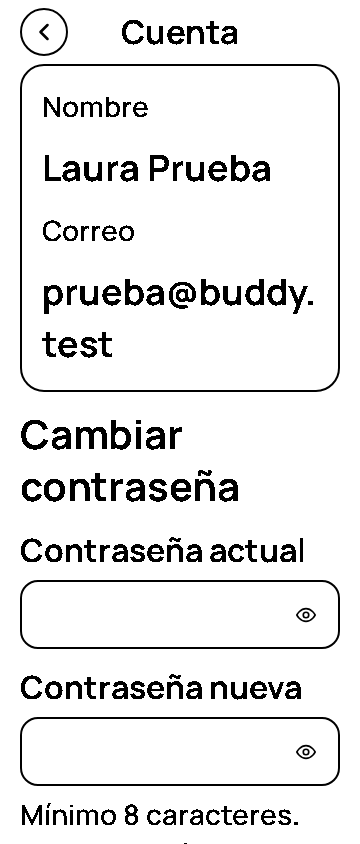 Cuenta
Nombre
Laura Prueba
Correo
prueba@buddy.
test
Cambiar
contraseña
Contraseña actual
Contraseña nueva
Mínimo 8 caracteres.